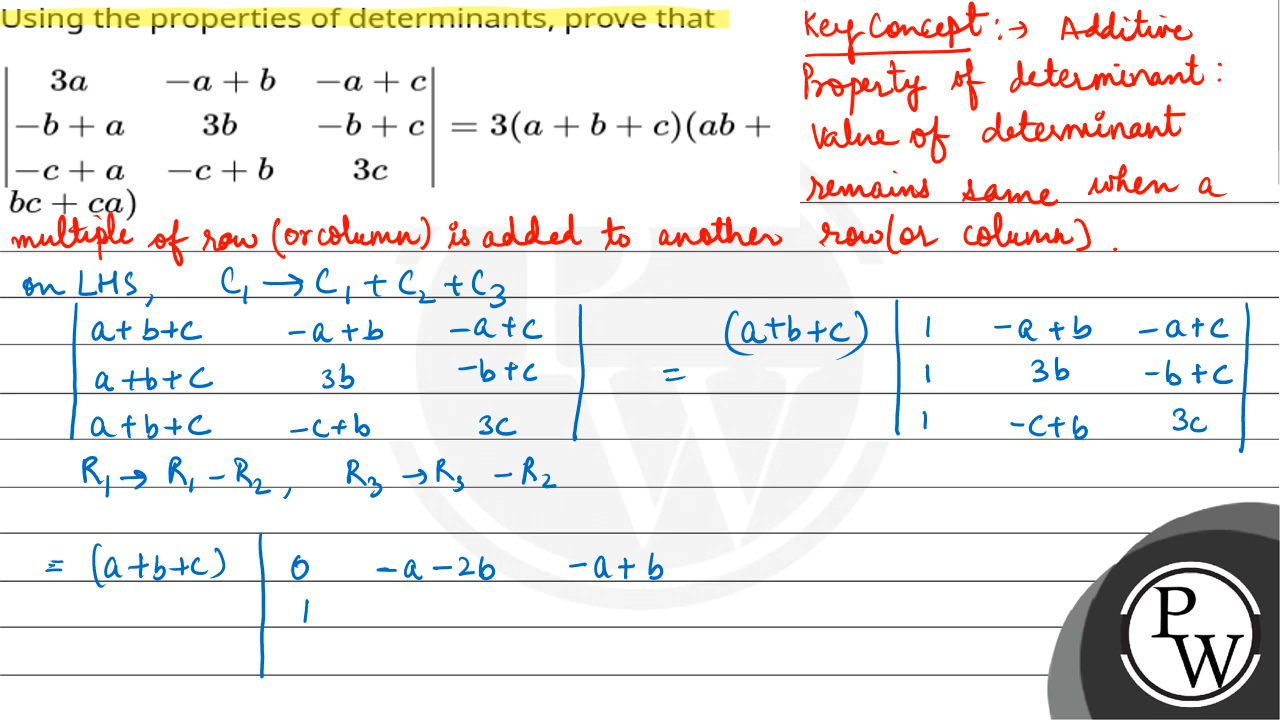 Using the properties of determinants, prove that
| 3a −a + b −a + c |
| −b + a 3b −b + c | = 3(a + b + c)(ab +
| −c + a −c + b 3c |
bc + ca)
Key Concept :→ Additive
Property of determinant :
Value of determinant
remains same when a
multiple of row (or column) is added to another row (or column).
on LHS, C₁ → C₁ + C₂ + C₃
| a+b+c −a+b −a+c | (a+b+c) | 1 −a+b −a+c |
| a+b+c 3b −b+c | = | 1 3b −b+c |
| a+b+c −c+b 3c | | 1 −c+b 3c |
R₁ → R₁ − R₂, R₃ → R₃ − R₂
= (a+b+c) | 0 −a−2b −a+b
| 1
P
W